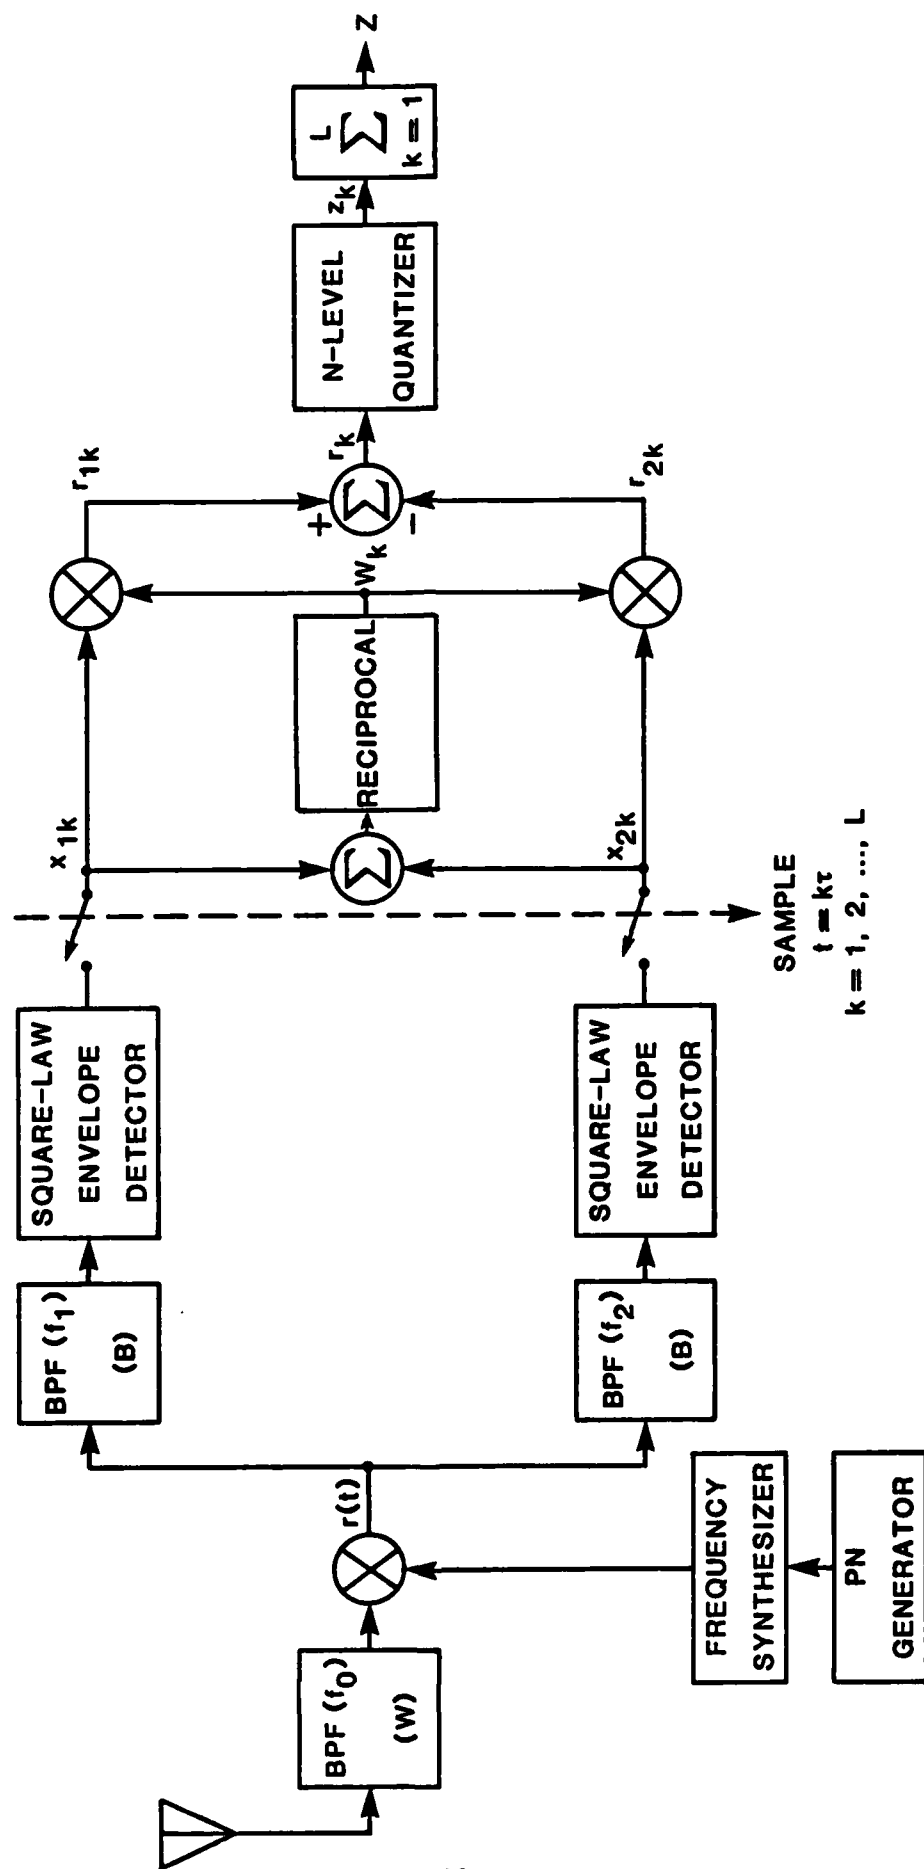 BPF (f₀)
(W)
r(t)
FREQUENCY
SYNTHESIZER
PN
GENERATOR
BPF (f₁)
(B)
BPF (f₂)
(B)
SQUARE-LAW
ENVELOPE
DETECTOR
SQUARE-LAW
ENVELOPE
DETECTOR
SAMPLE
t = kτ
k = 1, 2, ..., L
x₁ₖ
x₂ₖ
Σ
RECIPROCAL
Wₖ
r₁ₖ
r₂ₖ
+
Σ
−
rₖ
N-LEVEL
QUANTIZER
zₖ
L
Σ
k = 1
Z